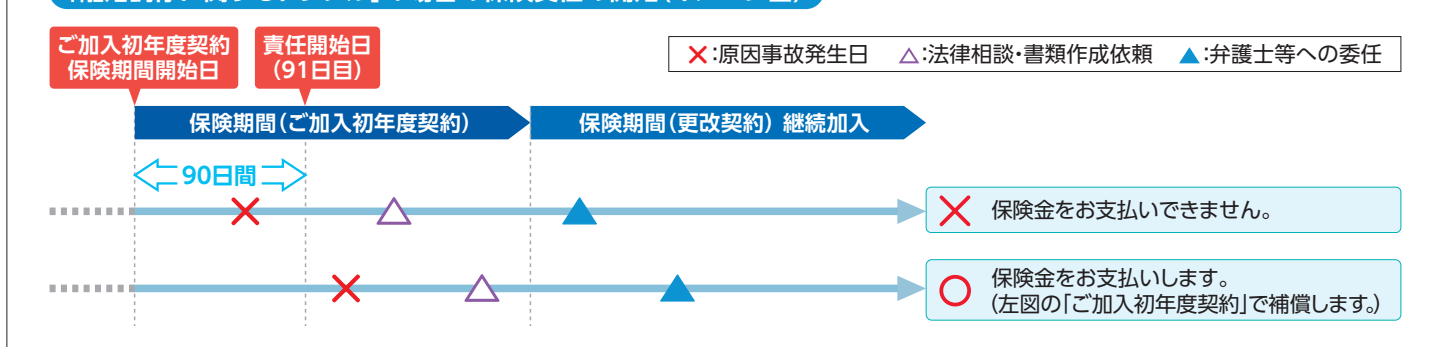 ご加入初年度契約
保険期間開始日
責任開始日
(91日目)
×:原因事故発生日 △:法律相談・書類作成依頼 ▲:弁護士等への委任
保険期間(ご加入初年度契約)
保険期間(更改契約) 継続加入
90日間
保険金をお支払いできません。
保険金をお支払いします。
(左図の「ご加入初年度契約」で補償します。)